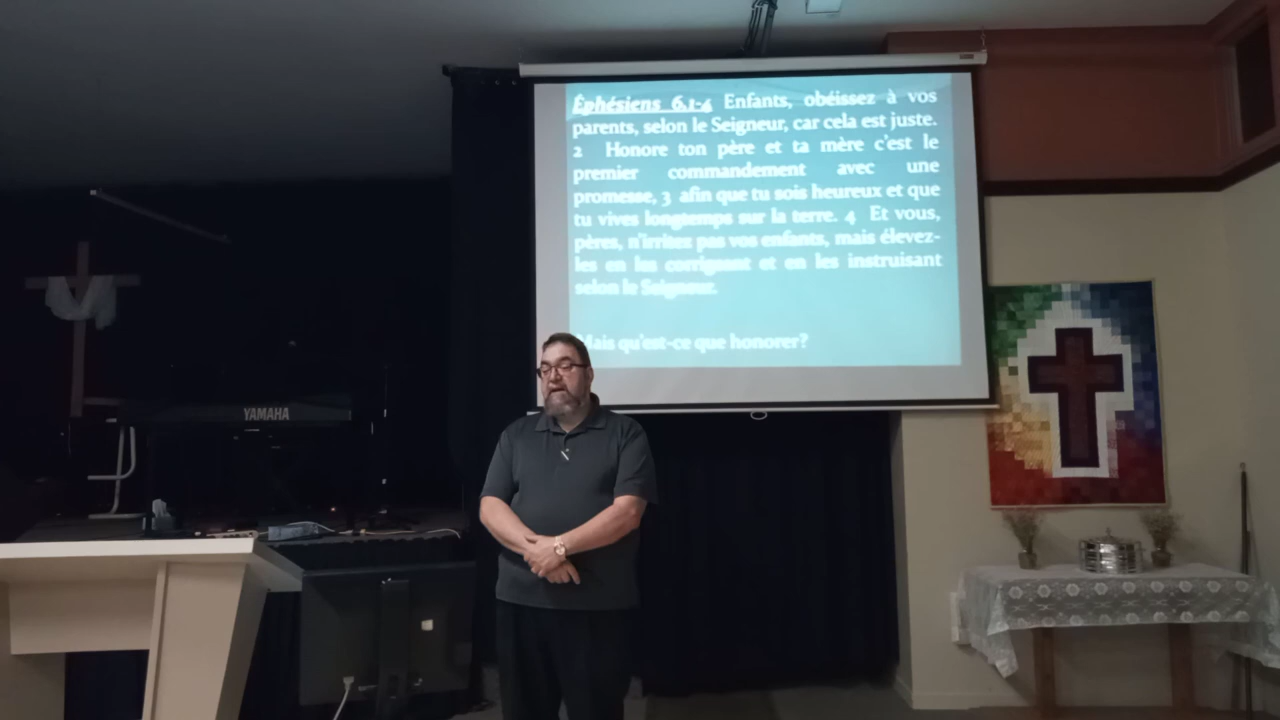 Éphésiens 6.1-4 Enfants, obéissez à vos
parents, selon le Seigneur, car cela est juste.
2 Honore ton père et ta mère c'est le
premier commandement avec une
promesse, 3 afin que tu sois heureux et que
tu vives longtemps sur la terre. 4 Et vous,
pères, n'irritez pas vos enfants, mais élevez-
les en les corrigeant et en les instruisant
selon le Seigneur.
Mais qu'est-ce que honorer?
YAMAHA